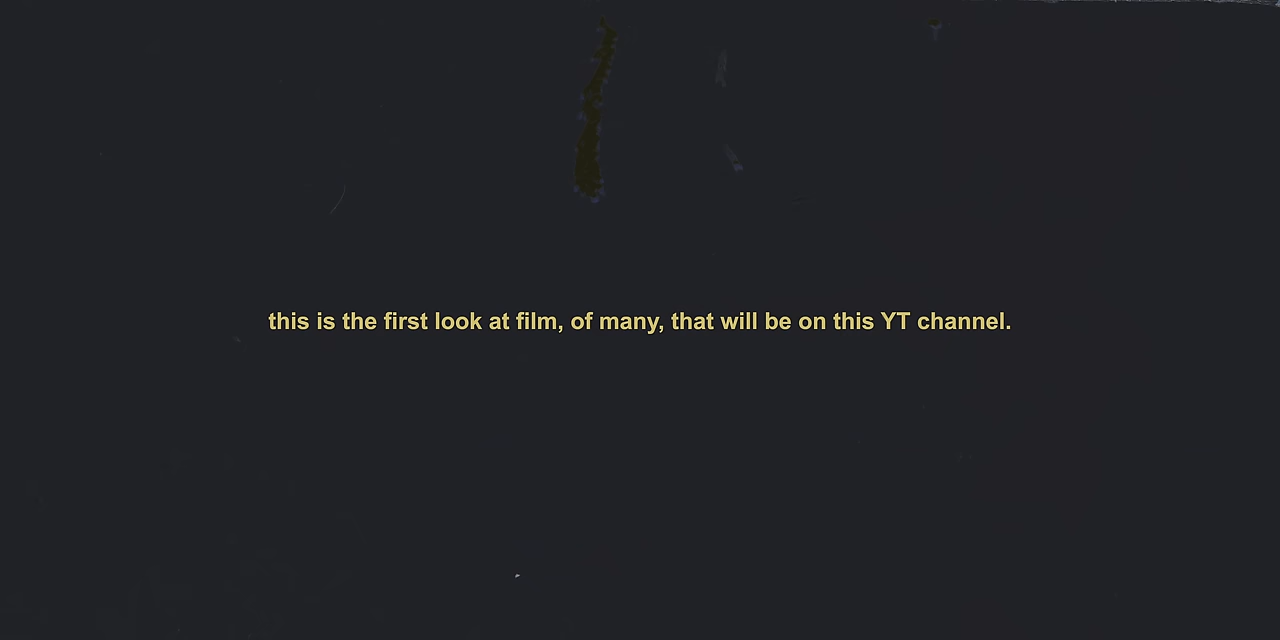 this is the first look at film, of many, that will be on this YT channel.